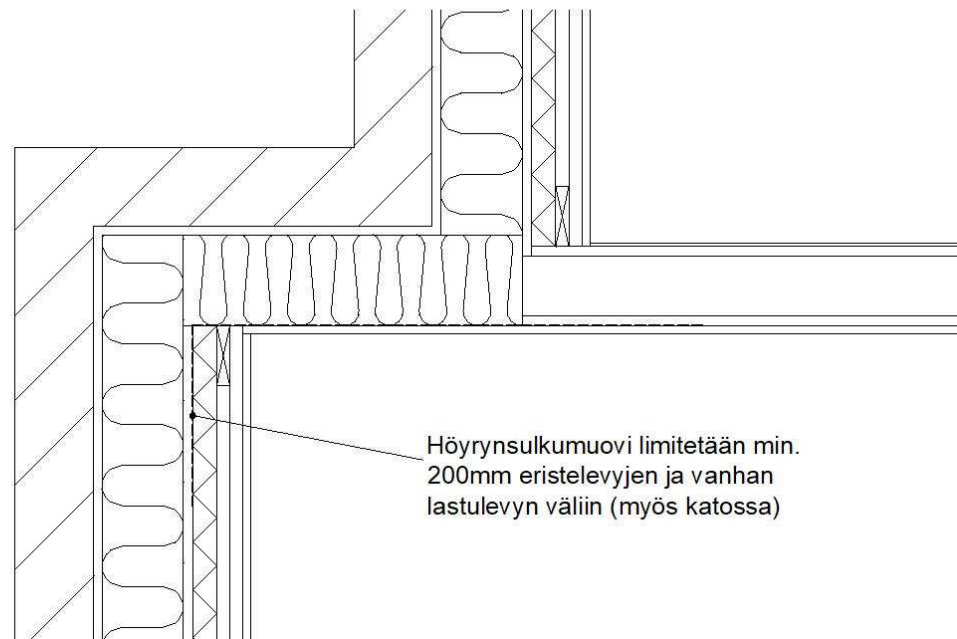 Höyrynsulkumuovi limitetään min.
200mm eristelevyjen ja vanhan
lastulevyn väliin (myös katossa)